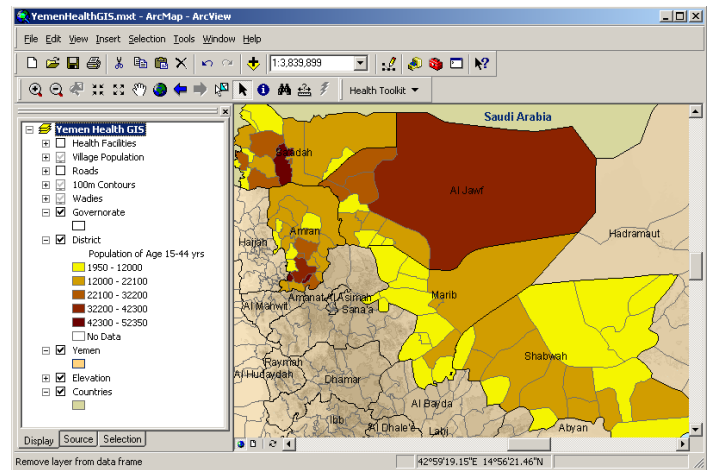 YemenHealthGIS.mxt - ArcMap - ArcView
File Edit View Insert Selection Tools Window Help
1:3,839,899
Health Toolkit
Yemen Health GIS
Health Facilities
Village Population
Roads
100m Contours
Wadies
Governorate
District
Population of Age 15-44 yrs
1950 - 12000
12000 - 22100
22100 - 32200
32200 - 42300
42300 - 52350
No Data
Yemen
Elevation
Countries
Display Source Selection
Saudi Arabia
Al Jawf
Hadramaut
Amran
Hajjah
Marib
Amanat Al Asimah
Al Mahwit
Sana'a
Shabwah
Raymah
Al Hudaydah
Dhamar
Al Bayda
Ibb
Al Dhale'e
Lahj
Abyan
Remove layer from data frame
42°59'19.15"E 14°56'21.46"N